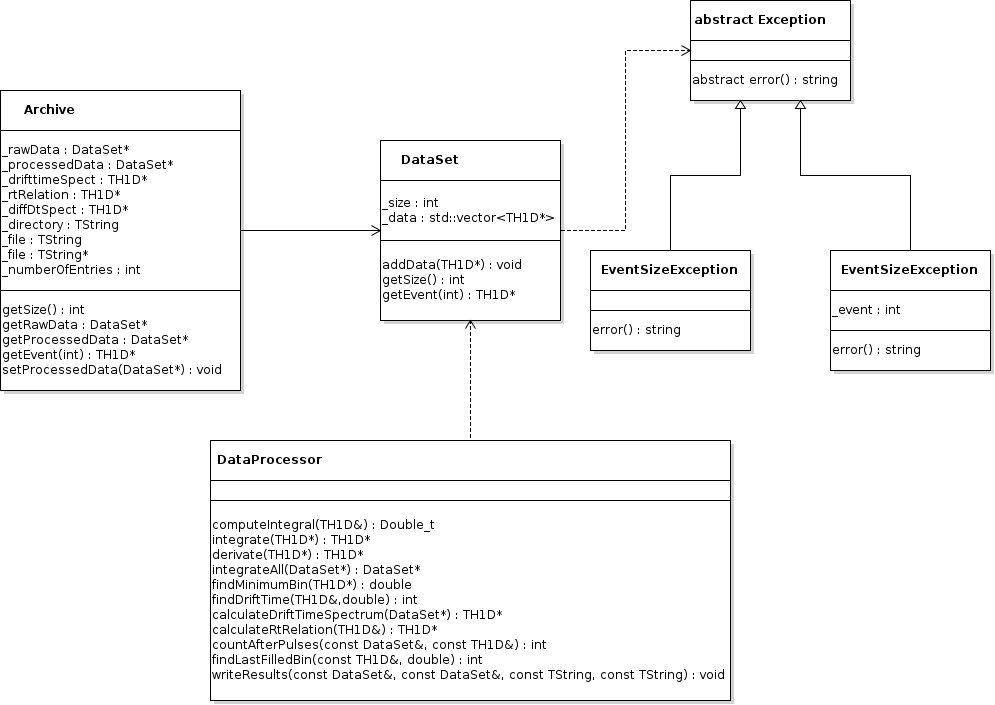 abstract Exception
abstract error() : string
Archive
_rawData : DataSet*
_processedData : DataSet*
_drifttimeSpect : TH1D*
_rtRelation : TH1D*
_diffDtSpect : TH1D*
_directory : TString
_file : TString
_file : TString*
_numberOfEntries : int
getSize() : int
getRawData : DataSet*
getProcessedData : DataSet*
getEvent(int) : TH1D*
setProcessedData(DataSet*) : void
DataSet
_size : int
_data : std::vector<TH1D*>
addData(TH1D*) : void
getSize() : int
getEvent(int) : TH1D*
EventSizeException
error() : string
EventSizeException
_event : int
error() : string
DataProcessor
computeIntegral(TH1D&) : Double_t
integrate(TH1D*) : TH1D*
derivate(TH1D*) : TH1D*
integrateAll(DataSet*) : DataSet*
findMinimumBin(TH1D*) : double
findDriftTime(TH1D&,double) : int
calculateDriftTimeSpectrum(DataSet*) : TH1D*
calculateRtRelation(TH1D&) : TH1D*
countAfterPulses(const DataSet&, const TH1D&) : int
findLastFilledBin(const TH1D&, double) : int
writeResults(const DataSet&, const DataSet&, const TString, const TString) : void